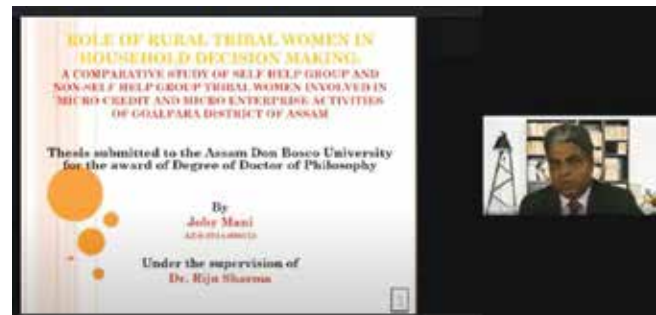 ROLE OF RURAL TRIBAL WOMEN IN
HOUSEHOLD DECISION MAKING:
A COMPARATIVE STUDY OF SELF HELP GROUP AND
NON-SELF HELP GROUP TRIBAL WOMEN INVOLVED IN
MICRO CREDIT AND MICRO ENTERPRISE ACTIVITIES
OF GOALPARA DISTRICT OF ASSAM
Thesis submitted to the Assam Don Bosco University
for the award of Degree of Doctor of Philosophy
By
Joby Mani
Under the supervision of
Dr. Riju Sharma